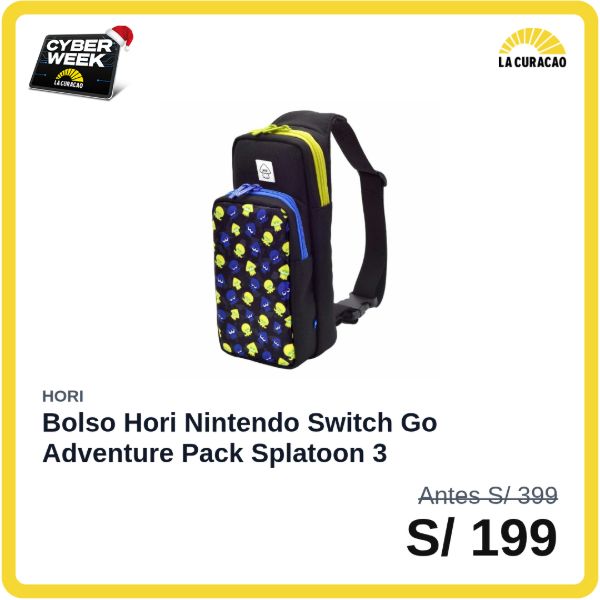 CYBER
WEEK
LA CURACAO
LA CURACAO
HORI
Bolso Hori Nintendo Switch Go
Adventure Pack Splatoon 3
Antes S/ 399
S/ 199